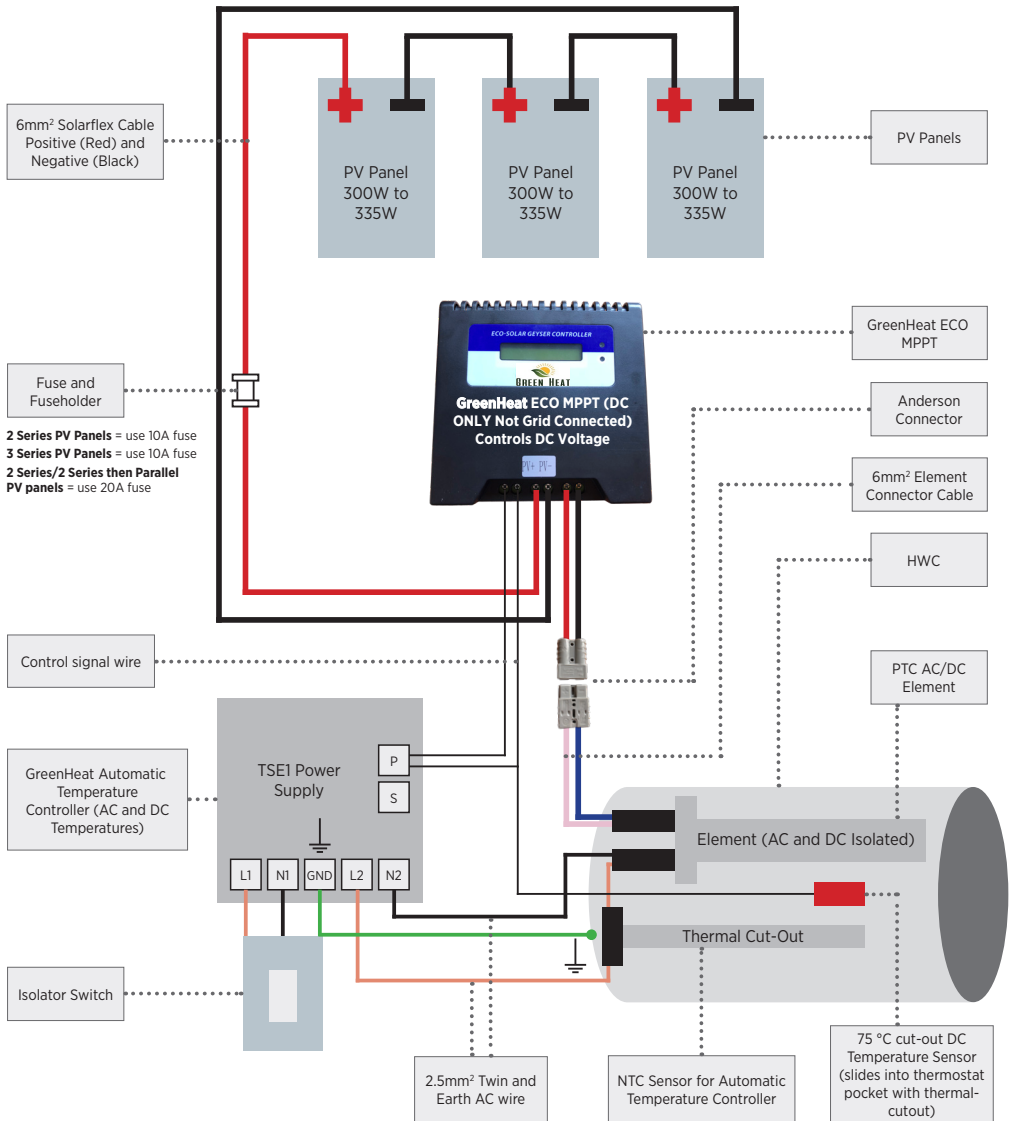 6mm² Solarflex Cable
Positive (Red) and
Negative (Black)
PV Panel
300W to
335W
PV Panel
300W to
335W
PV Panel
300W to
335W
PV Panels
ECO-SOLAR GEYSER CONTROLLER
GREEN HEAT
GreenHeat ECO MPPT (DC
ONLY Not Grid Connected)
Controls DC Voltage
PV+ PV-
GreenHeat ECO
MPPT
Fuse and
Fuseholder
2 Series PV Panels = use 10A fuse
3 Series PV Panels = use 10A fuse
2 Series/2 Series then Parallel
PV panels = use 20A fuse
Anderson
Connector
6mm² Element
Connector Cable
HWC
Control signal wire
PTC AC/DC
Element
GreenHeat Automatic
Temperature
Controller (AC and DC
Temperatures)
TSE1 Power
Supply
P
S
L1 N1 GND L2 N2
Element (AC and DC Isolated)
Thermal Cut-Out
Isolator Switch
2.5mm² Twin and
Earth AC wire
NTC Sensor for Automatic
Temperature Controller
75 °C cut-out DC
Temperature Sensor
(slides into thermostat
pocket with thermal-
cutout)